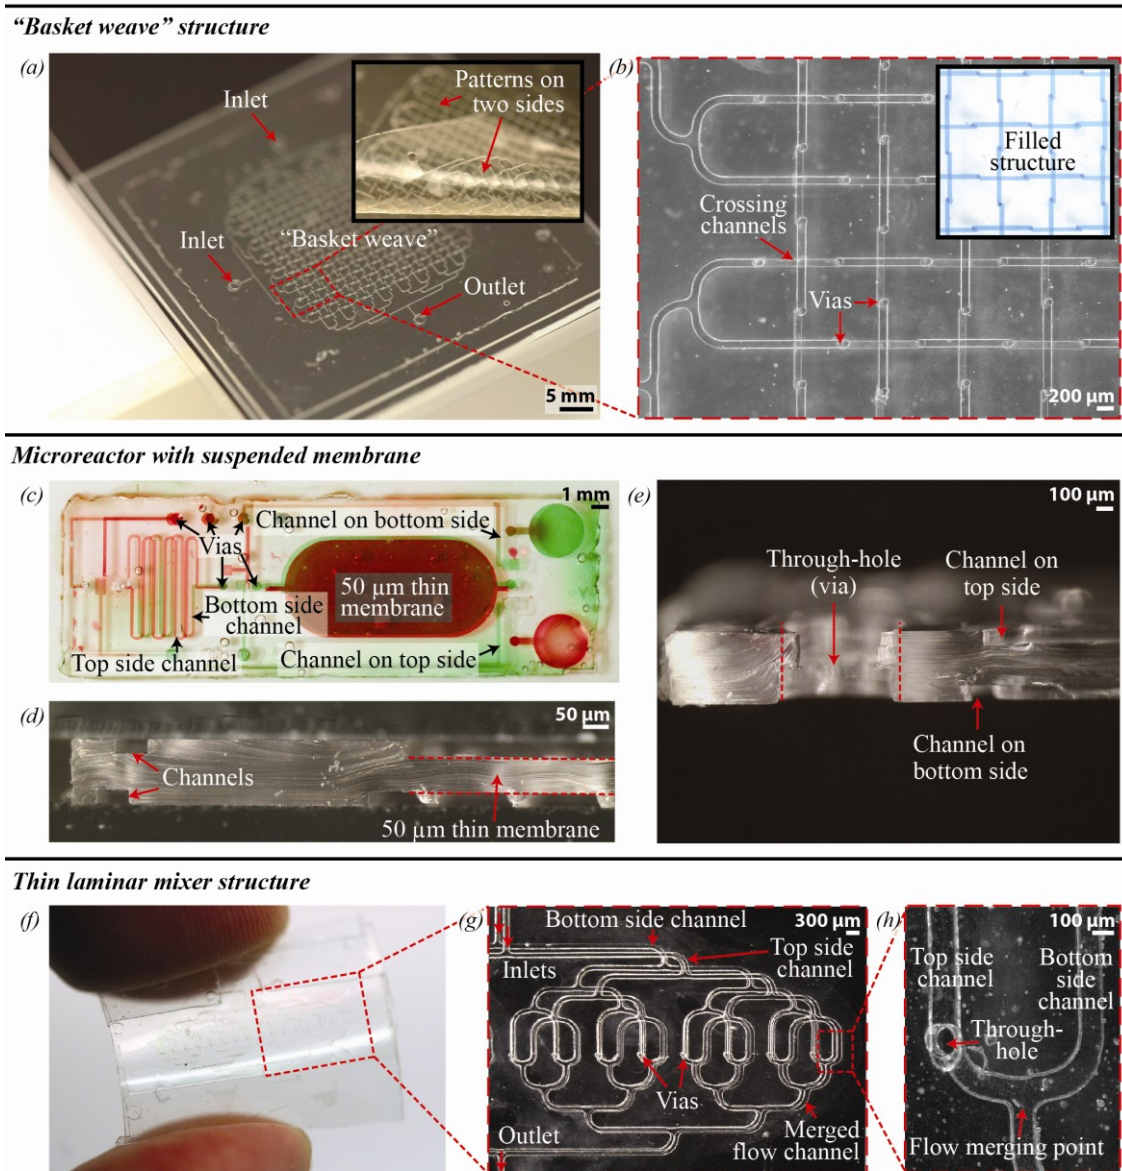 "Basket weave" structure
(a)
Inlet
Patterns on
two sides
Inlet
"Basket weave"
Outlet
5 mm
(b)
Filled
structure
Crossing
channels
Vias
200 µm
Microreactor with suspended membrane
(c)
1 mm
Channel on bottom side
Vias
50 µm thin
membrane
Bottom side
channel
Top side channel
Channel on top side
(d)
50 µm
Channels
50 µm thin membrane
(e)
100 µm
Through-hole
(via)
Channel on
top side
Channel on
bottom side
Thin laminar mixer structure
(f)
(g)
Bottom side channel
300 µm
Top side
channel
Inlets
Vias
Outlet
Merged
flow channel
(h)
100 µm
Top side
channel
Bottom
side
channel
Through-
hole
Flow merging point